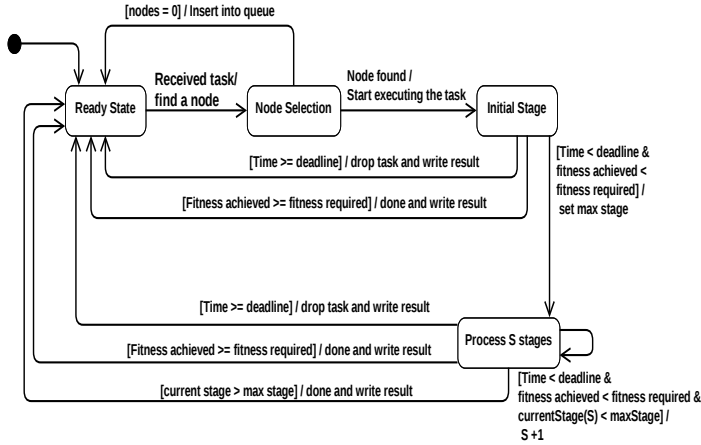 [nodes = 0] / Insert into queue
Received task/
find a node
Node found /
Start executing the task
Ready State
Node Selection
Initial Stage
[Time >= deadline] / drop task and write result
[Time < deadline &
fitness achieved <
fitness required] /
set max stage
[Fitness achieved >= fitness required] / done and write result
[Time >= deadline] / drop task and write result
Process S stages
[Fitness achieved >= fitness required] / done and write result
[current stage > max stage] / done and write result
[Time < deadline &
fitness achieved < fitness required &
currentStage(S) < maxStage] /
S +1